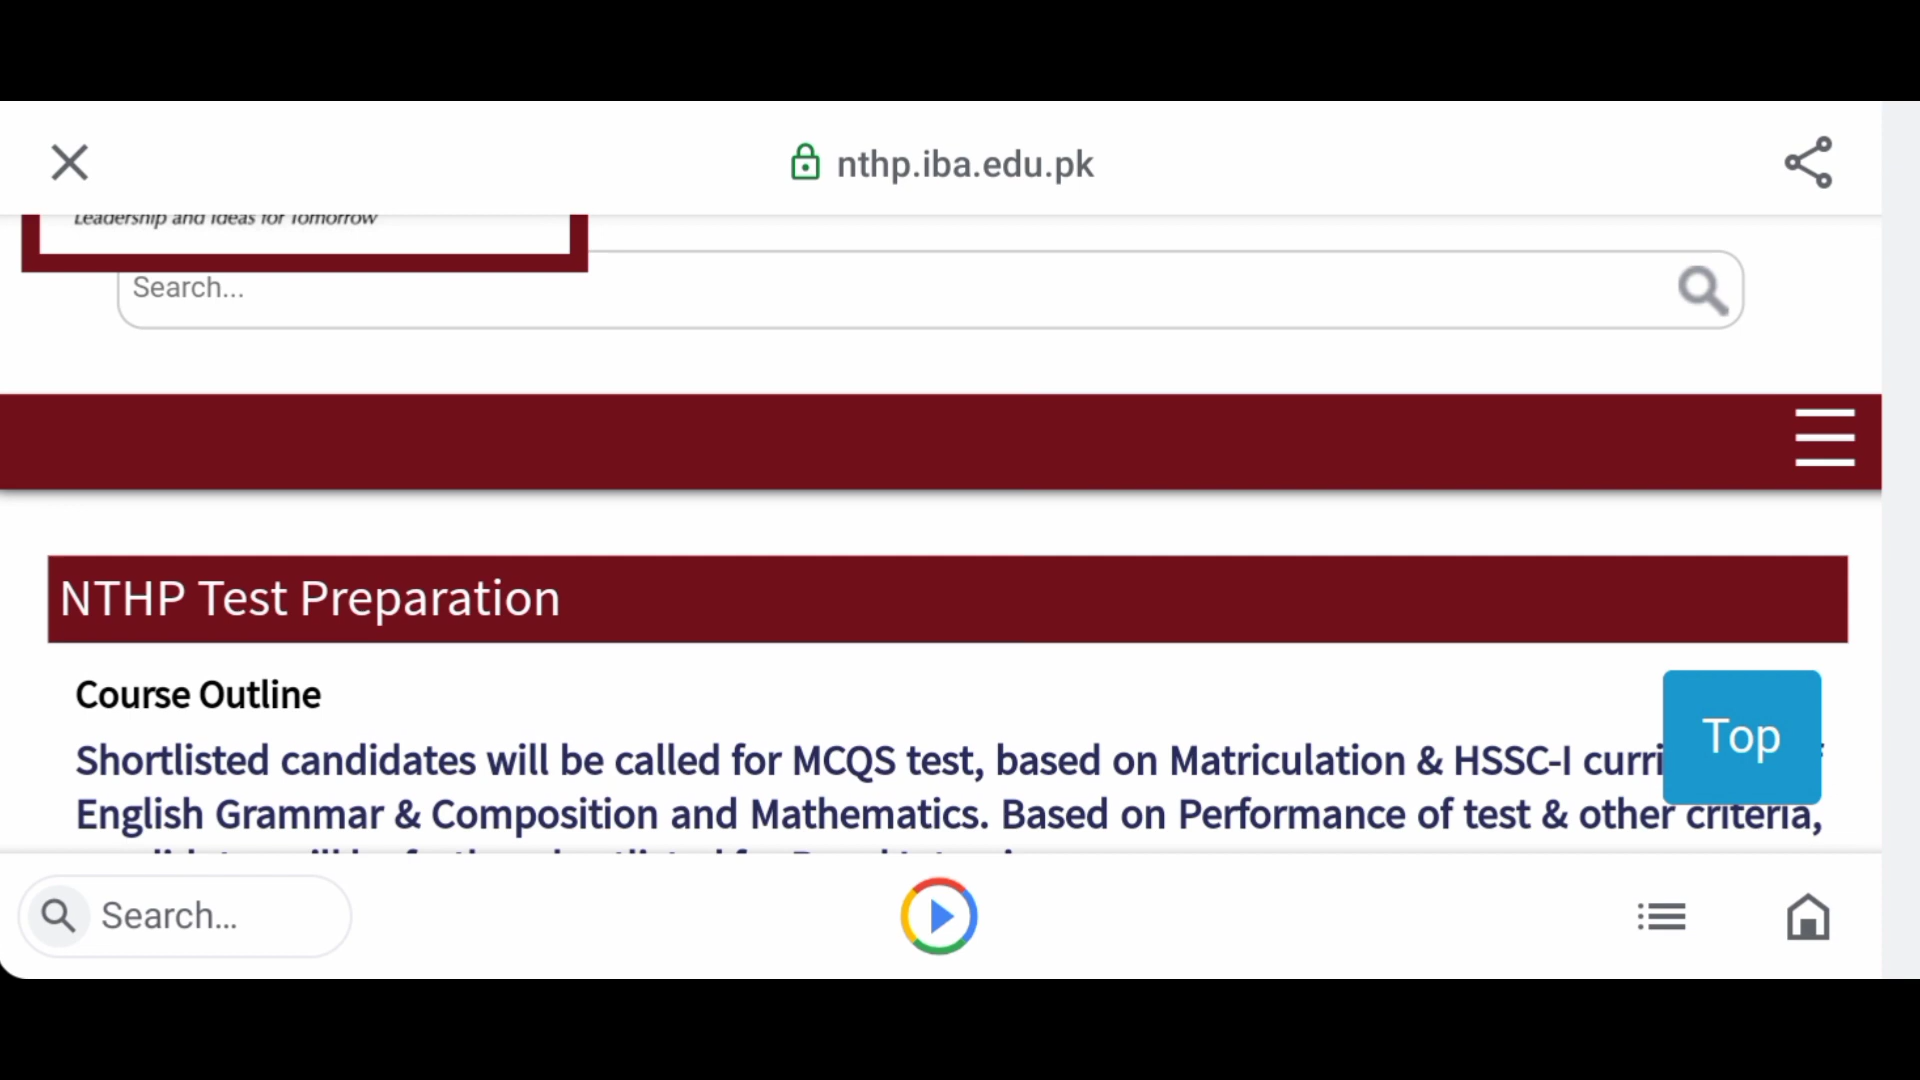 nthp.iba.edu.pk
Leadership and Ideas for Tomorrow
Search...
NTHP Test Preparation
Course Outline
Top
Shortlisted candidates will be called for MCQS test, based on Matriculation & HSSC-I curri
English Grammar & Composition and Mathematics. Based on Performance of test & other criteria,
Search...